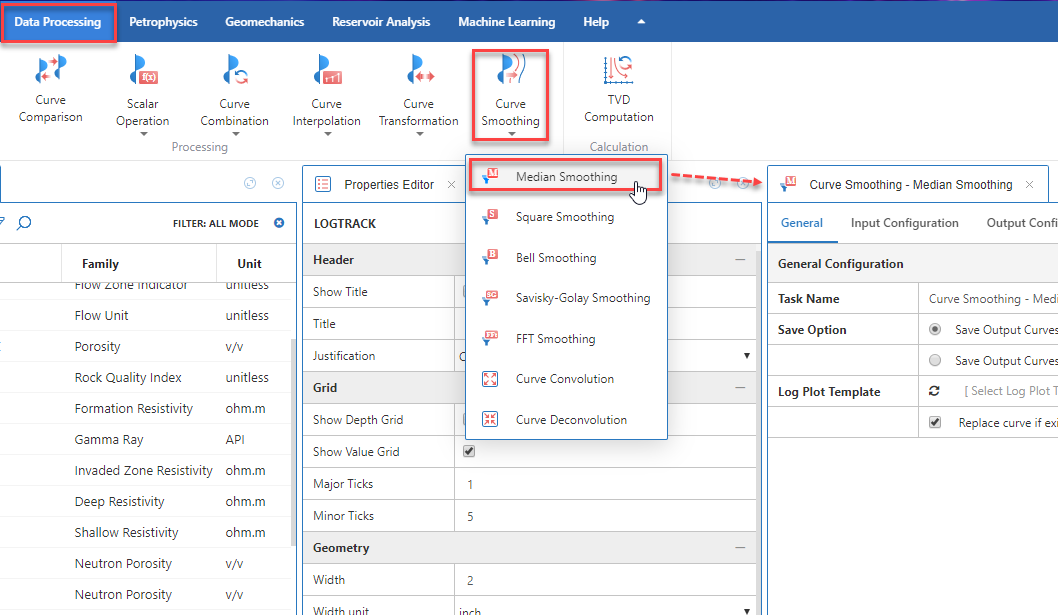 Data Processing Petrophysics Geomechanics Reservoir Analysis Machine Learning Help
Curve Comparison
Scalar Operation
Curve Combination
Curve Interpolation
Curve Transformation
Curve Smoothing
TVD Computation
Processing
Calculation
Median Smoothing
Square Smoothing
Bell Smoothing
Savisky-Golay Smoothing
FFT Smoothing
Curve Convolution
Curve Deconvolution
FILTER: ALL MODE
Family Unit
Flow Zone Indicator unitless
Flow Unit unitless
Porosity v/v
Rock Quality Index unitless
Formation Resistivity ohm.m
Gamma Ray API
Invaded Zone Resistivity ohm.m
Deep Resistivity ohm.m
Shallow Resistivity ohm.m
Neutron Porosity v/v
Neutron Porosity v/v
Properties Editor
LOGTRACK
Header
Show Title
Title
Justification
Grid
Show Depth Grid
Show Value Grid
Major Ticks 1
Minor Ticks 5
Geometry
Width 2
Width unit inch
Curve Smoothing - Median Smoothing
General Input Configuration Output Confi
General Configuration
Task Name Curve Smoothing - Medi
Save Option Save Output Curves
Save Output Curves
Log Plot Template [ Select Log Plot T
Replace curve if exi